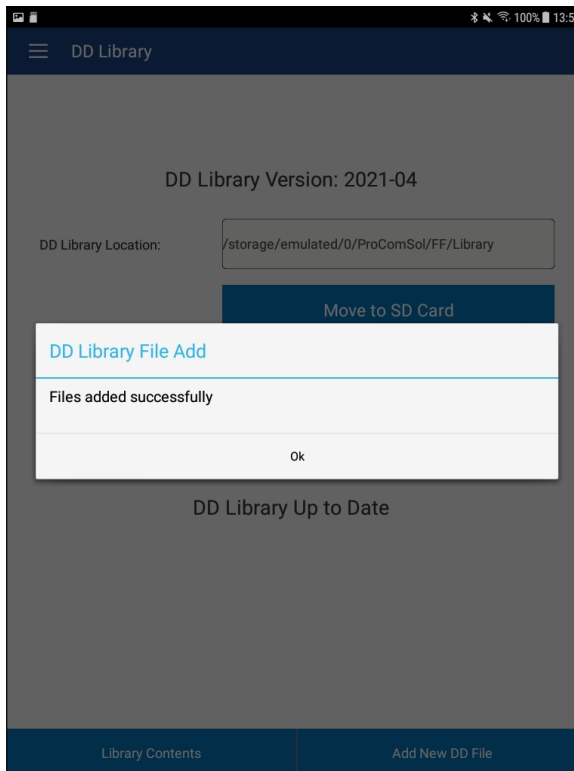 100% 13:5
DD Library
DD Library Version: 2021-04
DD Library Location:
/storage/emulated/0/ProComSol/FF/Library
Move to SD Card
DD Library File Add
Files added successfully
Ok
DD Library Up to Date
Library Contents
Add New DD File